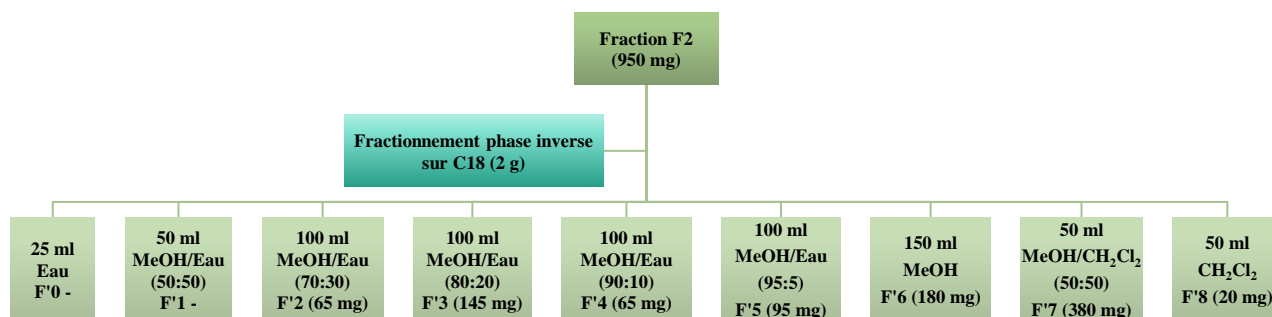 Fraction F2
(950 mg)
Fractionnement phase inverse
sur C18 (2 g)
25 ml
Eau
F'0 -
50 ml
MeOH/Eau
(50:50)
F'1 -
100 ml
MeOH/Eau
(70:30)
F'2 (65 mg)
100 ml
MeOH/Eau
(80:20)
F'3 (145 mg)
100 ml
MeOH/Eau
(90:10)
F'4 (65 mg)
100 ml
MeOH/Eau
(95:5)
F'5 (95 mg)
150 ml
MeOH
F'6 (180 mg)
50 ml
MeOH/CH₂Cl₂
(50:50)
F'7 (380 mg)
50 ml
CH₂Cl₂
F'8 (20 mg)